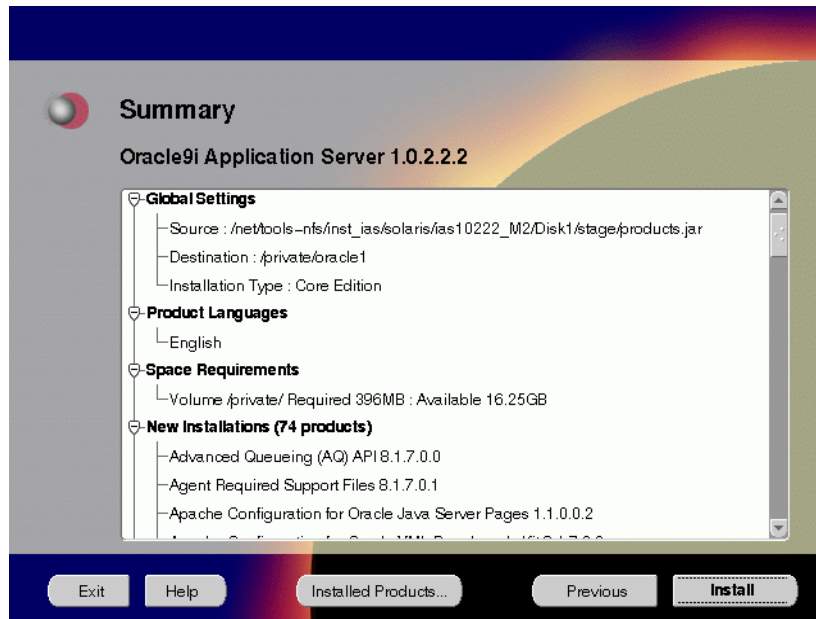 Summary
Oracle9i Application Server 1.0.2.2.2
Global Settings
Source : /net/tools-nfs/inst_ias/solaris/ias10222_M2/Disk1/stage/products.jar
Destination : /private/oracle1
Installation Type : Core Edition
Product Languages
English
Space Requirements
Volume /private/ Required 396MB : Available 16.25GB
New Installations (74 products)
Advanced Queueing (AQ) API 8.1.7.0.0
Agent Required Support Files 8.1.7.0.1
Apache Configuration for Oracle Java Server Pages 1.1.0.0.2
Exit
Help
Installed Products...
Previous
Install